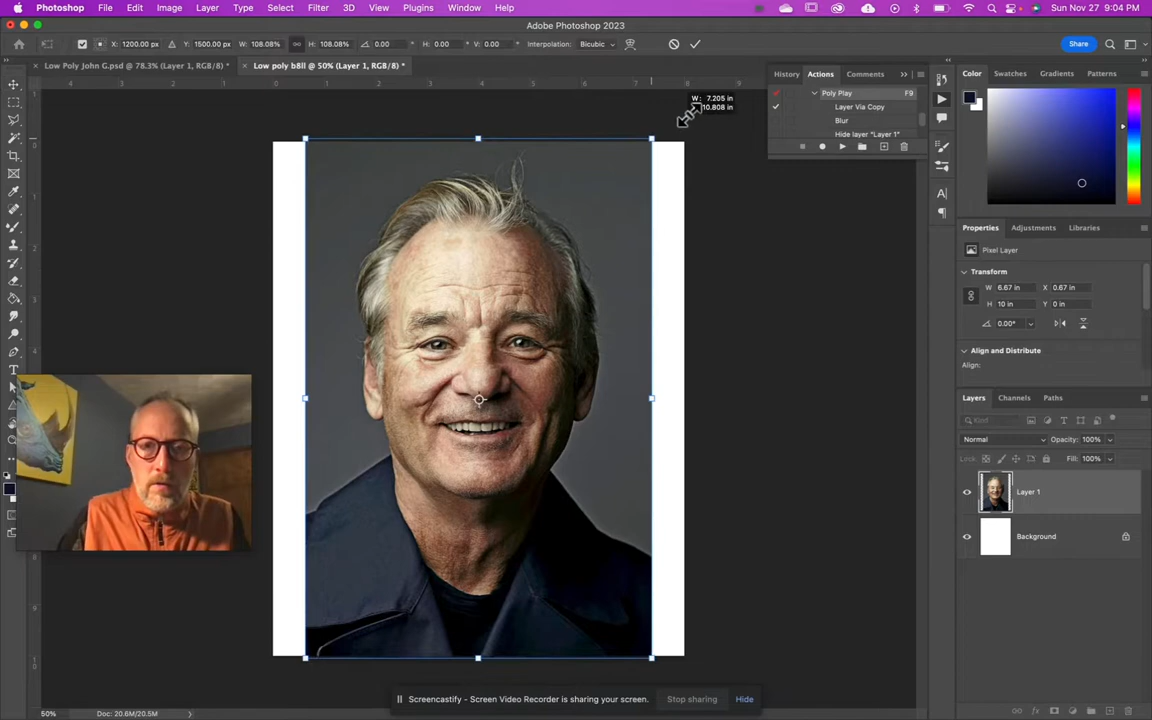 Photoshop File Edit Image Layer Type Select Filter 3D View Plugins Window Help Sun Nov 27 9:04 PM
Adobe Photoshop 2023
X: 1200.00 px Y: 1500.00 px W: 108.08% H: 108.08% 0.00 ° H: 0.00 ° V: 0.00 ° Interpolation: Bicubic Share
Low Poly John G.psd @ 78.3% (Layer 1, RGB/8) *
Low poly b8ll @ 50% (Layer 1, RGB/8) *
W: 7.205 in
10.808 in
History Actions Comments
Poly Play F9
Layer Via Copy
Blur
Hide layer "Layer 1"
Color Swatches Gradients Patterns
Properties Adjustments Libraries
Pixel Layer
Transform
W 6.67 in X 0.67 in
H 10 in Y 0 in
0.00°
Align and Distribute
Align:
Layers Channels Paths
Kind
Normal Opacity: 100%
Lock: Fill: 100%
Layer 1
Background
Screencastify - Screen Video Recorder is sharing your screen. Stop sharing Hide
50% Doc: 20.6M/20.5M